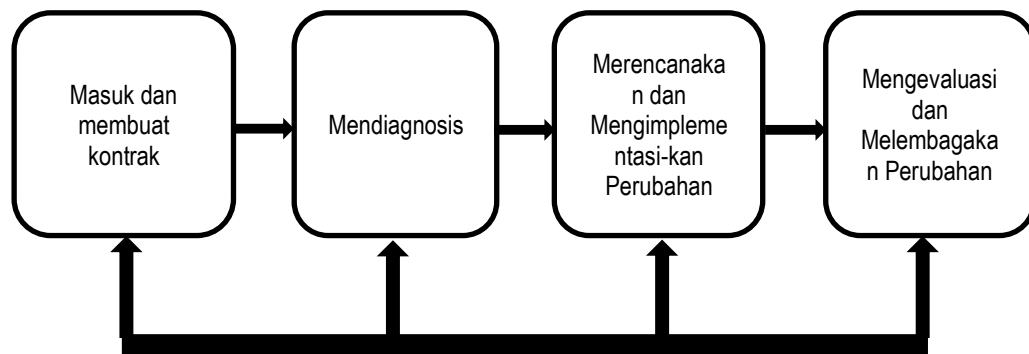 Masuk dan
membuat
kontrak
Mendiagnosis
Merencanaka
n dan
Mengimpleme
ntasi-kan
Perubahan
Mengevaluasi
dan
Melembagaka
n Perubahan